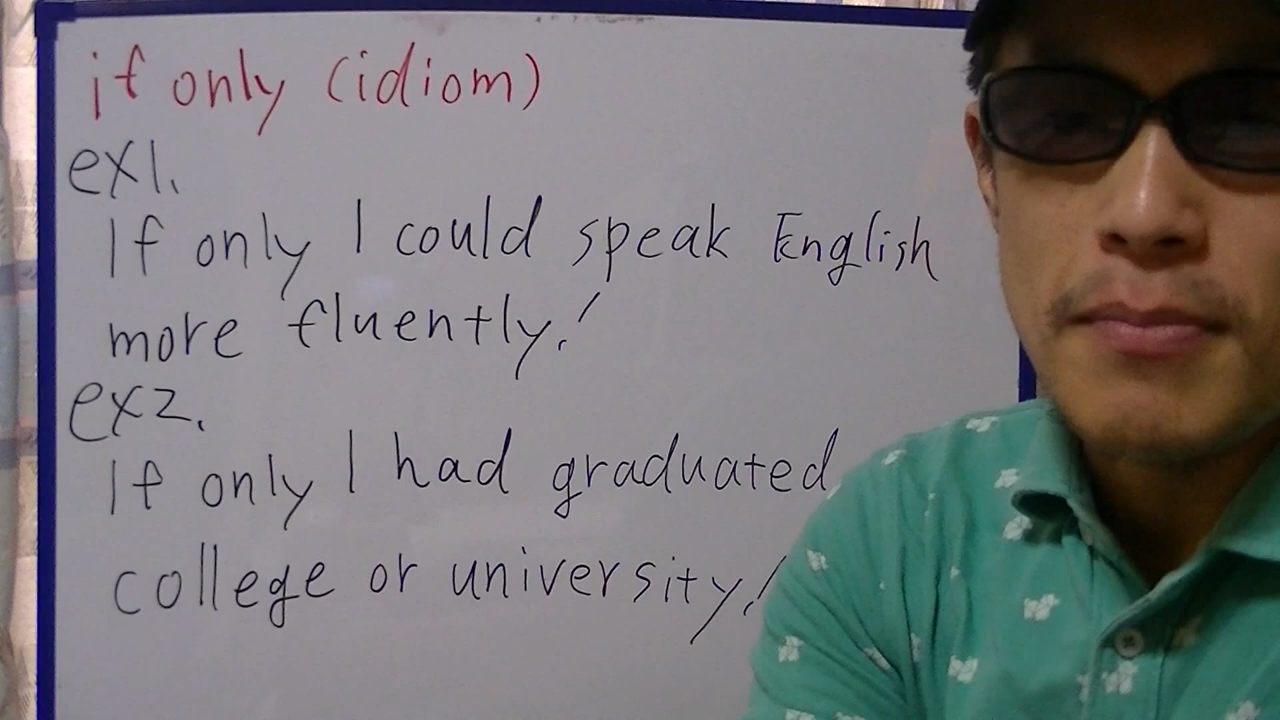 if only (idiom)
ex1.
If only I could speak English
more fluently!
ex2.
If only I had graduated
college or university!